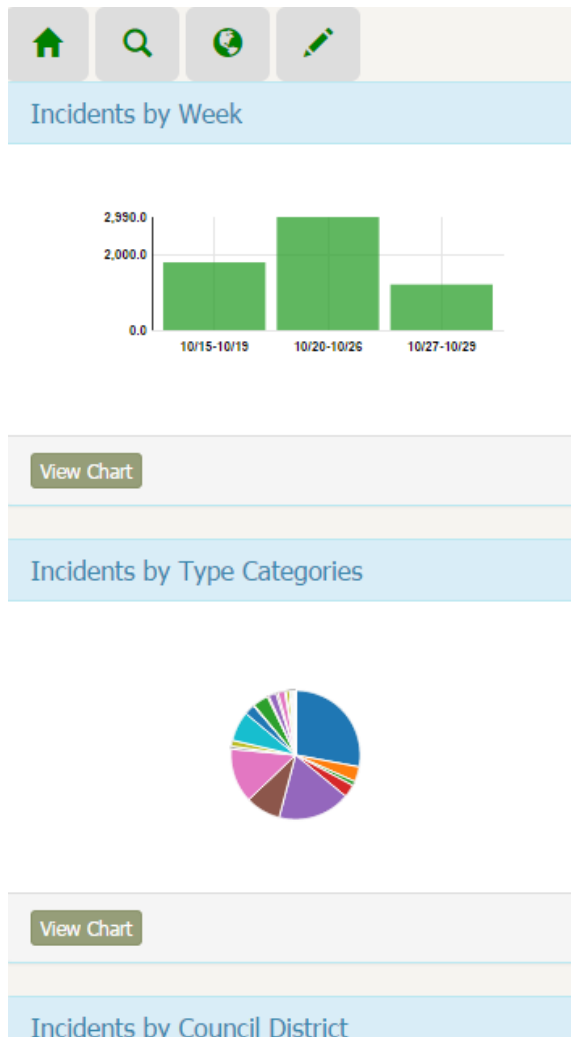 Incidents by Week
2,990.0
2,000.0
0.0
10/15-10/19 10/20-10/26 10/27-10/29
View Chart
Incidents by Type Categories
View Chart
Incidents by Council District